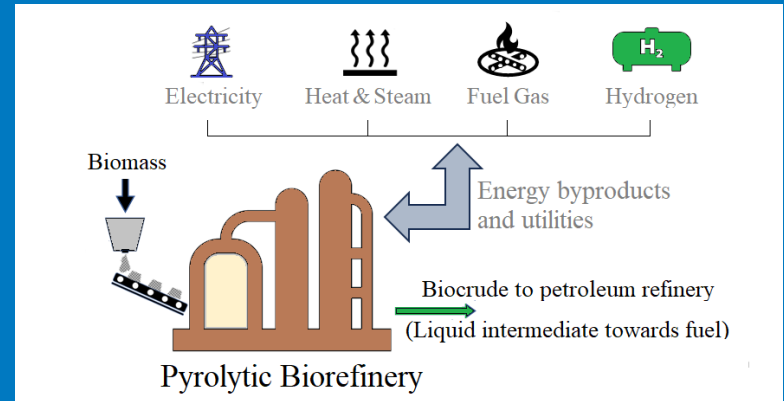 H₂
Electricity
Heat & Steam
Fuel Gas
Hydrogen
Biomass
Energy byproducts
and utilities
Biocrude to petroleum refinery
(Liquid intermediate towards fuel)
Pyrolytic Biorefinery